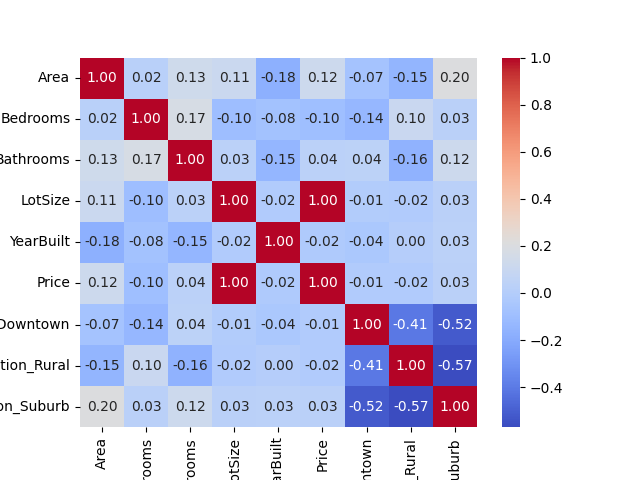 Area 1.00 0.02 0.13 0.11 -0.18 0.12 -0.07 -0.15 0.20
Bedrooms 0.02 1.00 0.17 -0.10 -0.08 -0.10 -0.14 0.10 0.03
Bathrooms 0.13 0.17 1.00 0.03 -0.15 0.04 0.04 -0.16 0.12
LotSize 0.11 -0.10 0.03 1.00 -0.02 1.00 -0.01 -0.02 0.03
YearBuilt -0.18 -0.08 -0.15 -0.02 1.00 -0.02 -0.04 0.00 0.03
Price 0.12 -0.10 0.04 1.00 -0.02 1.00 -0.01 -0.02 0.03
Downtown -0.07 -0.14 0.04 -0.01 -0.04 -0.01 1.00 -0.41 -0.52
tion_Rural -0.15 0.10 -0.16 -0.02 0.00 -0.02 -0.41 1.00 -0.57
on_Suburb 0.20 0.03 0.12 0.03 0.03 0.03 -0.52 -0.57 1.00
Area
rooms
rooms
otSize
arBuilt
Price
ntown
_Rural
uburb
1.0
0.8
0.6
0.4
0.2
0.0
−0.2
−0.4